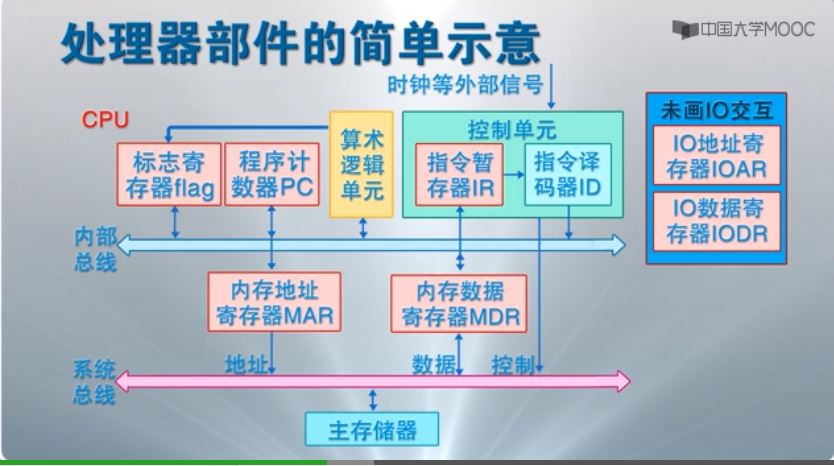 处理器部件的简单示意
中国大学MOOC
时钟等外部信号
CPU
标志寄
存器flag
程序计
数器PC
算术
逻辑
单元
控制单元
指令暂
存器IR
指令译
码器ID
未画IO交互
IO地址寄
存器IOAR
IO数据寄
存器IODR
内部
总线
内存地址
寄存器MAR
内存数据
寄存器MDR
地址
数据
控制
系统
总线
主存储器